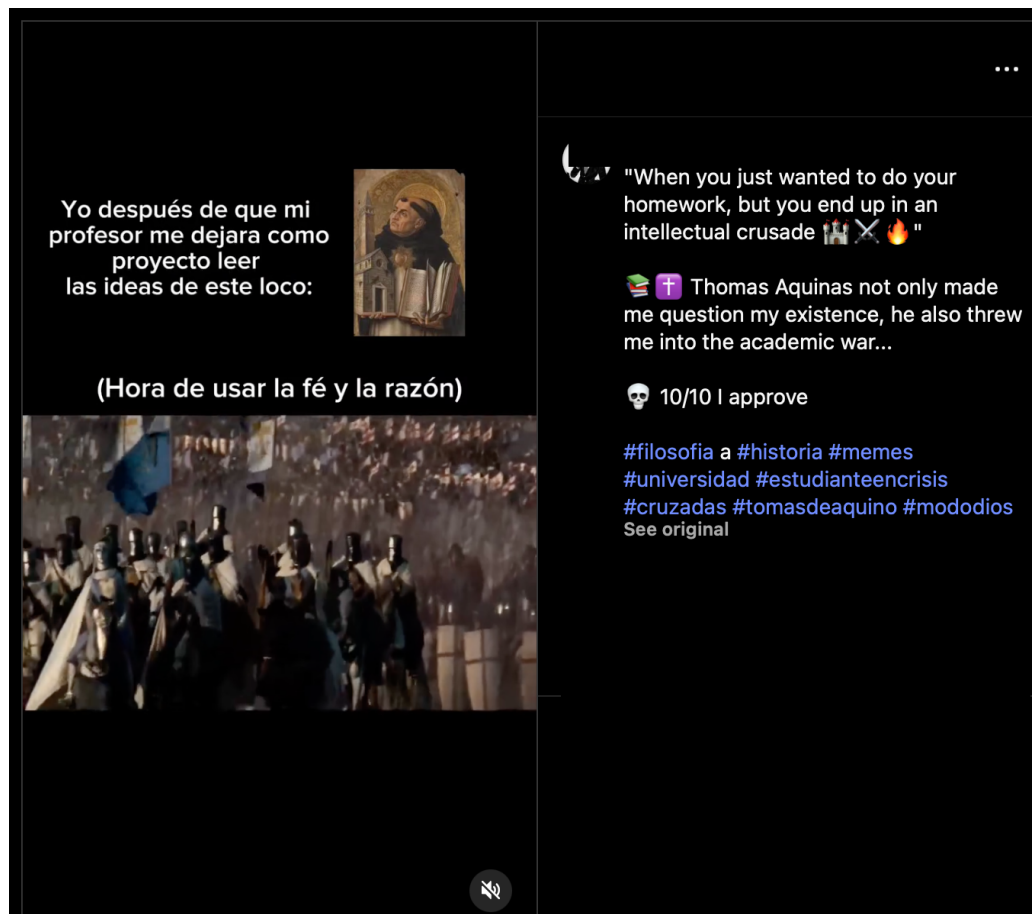 Yo después de que mi
profesor me dejara como
proyecto leer
las ideas de este loco:
(Hora de usar la fé y la razón)
"When you just wanted to do your
homework, but you end up in an
intellectual crusade 🏰⚔️🔥"
📚✝️ Thomas Aquinas not only made
me question my existence, he also threw
me into the academic war...
💀 10/10 I approve
#filosofia a #historia #memes
#universidad #estudianteencrisis
#cruzadas #tomasdeaquino #mododios
See original